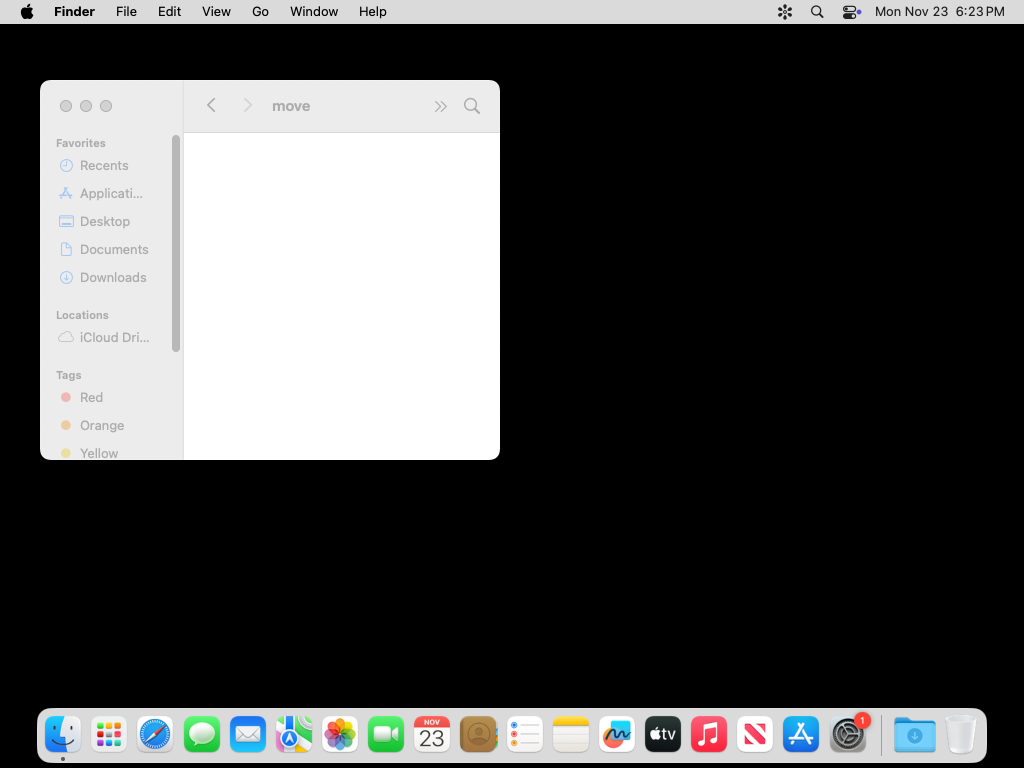 Finder File Edit View Go Window Help Mon Nov 23 6:23 PM
move
Favorites
Recents
Applicati...
Desktop
Documents
Downloads
Locations
iCloud Dri...
Tags
Red
Orange
Yellow
NOV
23
tv
1